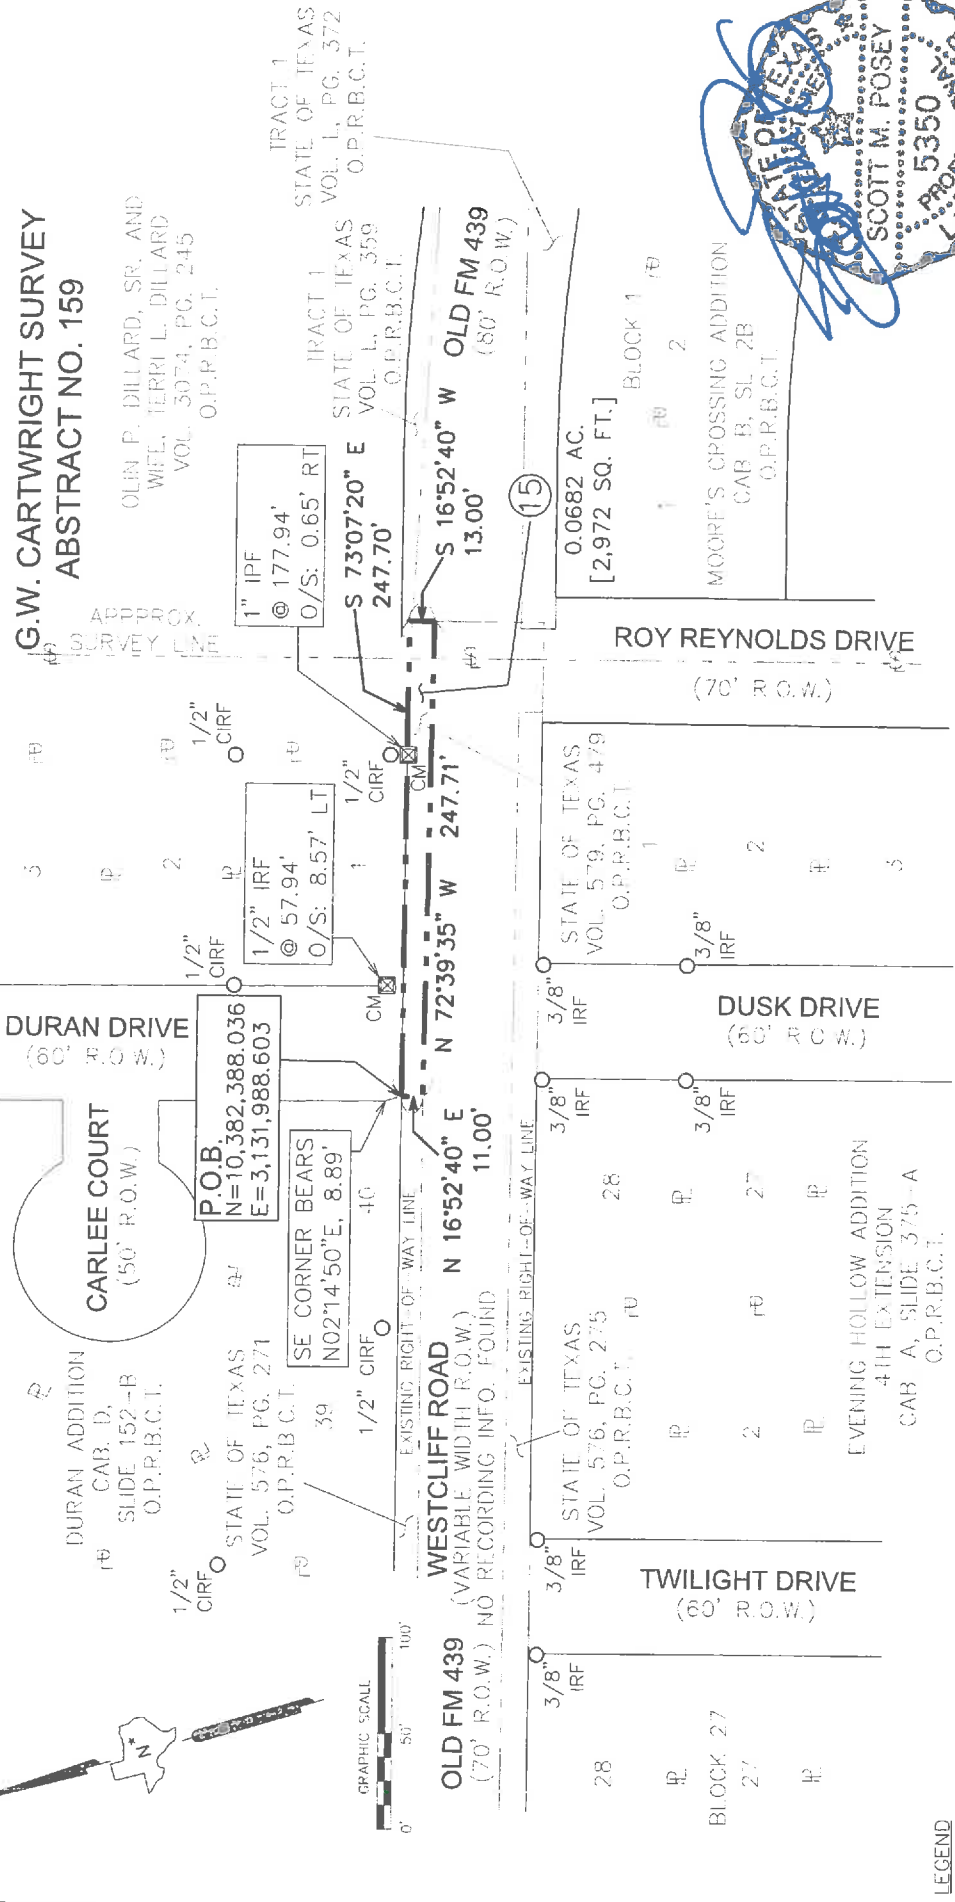 G.W. CARTWRIGHT SURVEY
ABSTRACT NO. 159
APPPROX.
SURVEY LINE
OLIN P. DILLARD, SR. AND
WIFE, TERRI L. DILLARD
VOL. 3074, PG. 245
O.P.R.B.C.T.
TRACT 1
STATE OF TEXAS
VOL. L, PG. 372
O.P.R.B.C.T.
TRACT 1
STATE OF TEXAS
VOL. L, PG. 359
O.P.R.B.C.T.
DURAN DRIVE
(60' R.O.W.)
CARLEE COURT
(50' R.O.W.)
DURAN ADDITION
CAB. D,
SLIDE 152-B
O.P.R.B.C.T.
STATE OF TEXAS
VOL. 576, PG. 271
O.P.R.B.C.T.
39
40
3
2
1
1/2"
CIRF
1/2" CIRF
1/2"
CIRF
1/2"
CIRF
1/2"
CIRF
P.O.B.
N=10,382,388.036
E=3,131,988.603
SE CORNER BEARS
N02°14'50"E, 8.89'
1/2" IRF
@ 57.94'
O/S: 8.57' LT
1" IPF
@ 177.94'
O/S: 0.65' RT
CM
CM
S 73°07'20" E
247.70'
S 16°52'40" W
13.00'
N 72°39'35" W 247.71'
N 16°52'40" E
11.00'
OLD FM 439
(80' R.O.W.)
15
0.0682 AC.
[2,972 SQ. FT.]
GRAPHIC SCALE
0' 50' 100'
N
EXISTING RIGHT-OF-WAY LINE
WESTCLIFF ROAD
(VARIABLE WIDTH R.O.W.)
NO RECORDING INFO. FOUND
OLD FM 439
(70' R.O.W.)
EXISTING RIGHT-OF-WAY LINE
STATE OF TEXAS
VOL. 576, PG. 275
O.P.R.B.C.T.
STATE OF TEXAS
VOL. 579, PG. 479
O.P.R.B.C.T.
3/8"
IRF
3/8"
IRF
3/8"
IRF
3/8"
IRF
3/8"
IRF
3/8"
IRF
TWILIGHT DRIVE
(60' R.O.W.)
DUSK DRIVE
(60' R.O.W.)
ROY REYNOLDS DRIVE
(70' R.O.W.)
28
BLOCK 27
27
28
27
2
1
2
3
EVENING HOLLOW ADDITION
4TH EXTENSION
CAB A, SLIDE 375-A
O.P.R.B.C.T.
BLOCK 1
1
2
MOORE'S CROSSING ADDITION
CAB B, SL 2B
O.P.R.B.C.T.
STATE OF TEXAS
SCOTT M. POSEY
5350
LEGEND